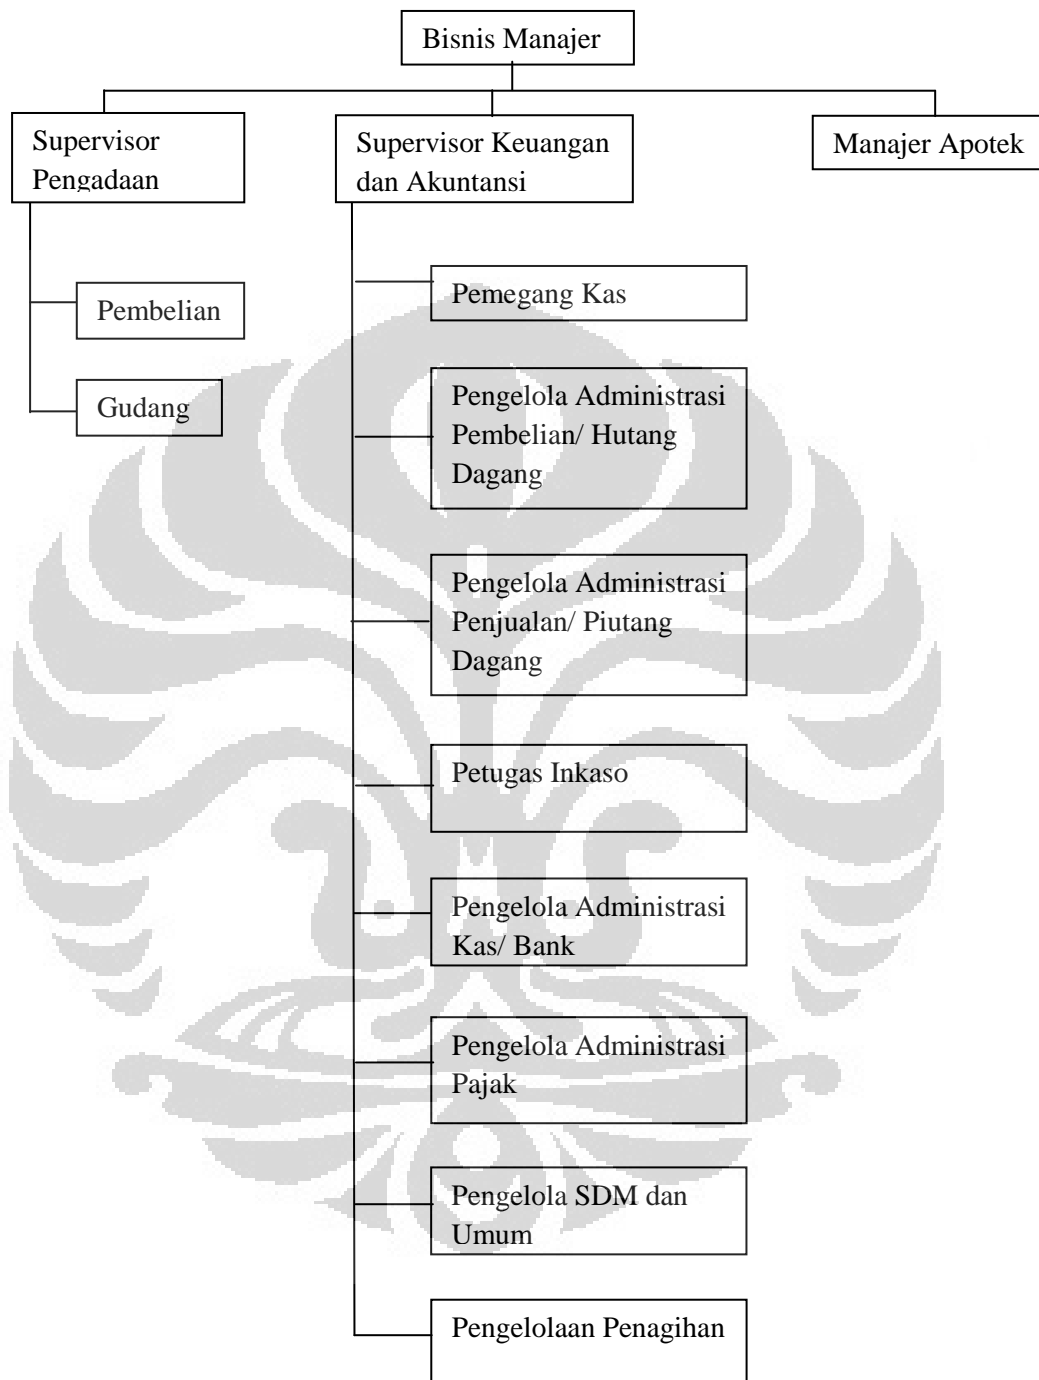 Bisnis Manajer
Supervisor
Pengadaan
Supervisor Keuangan
dan Akuntansi
Manajer Apotek
Pembelian
Gudang
Pemegang Kas
Pengelola Administrasi
Pembelian/ Hutang
Dagang
Pengelola Administrasi
Penjualan/ Piutang
Dagang
Petugas Inkaso
Pengelola Administrasi
Kas/ Bank
Pengelola Administrasi
Pajak
Pengelola SDM dan
Umum
Pengelolaan Penagihan